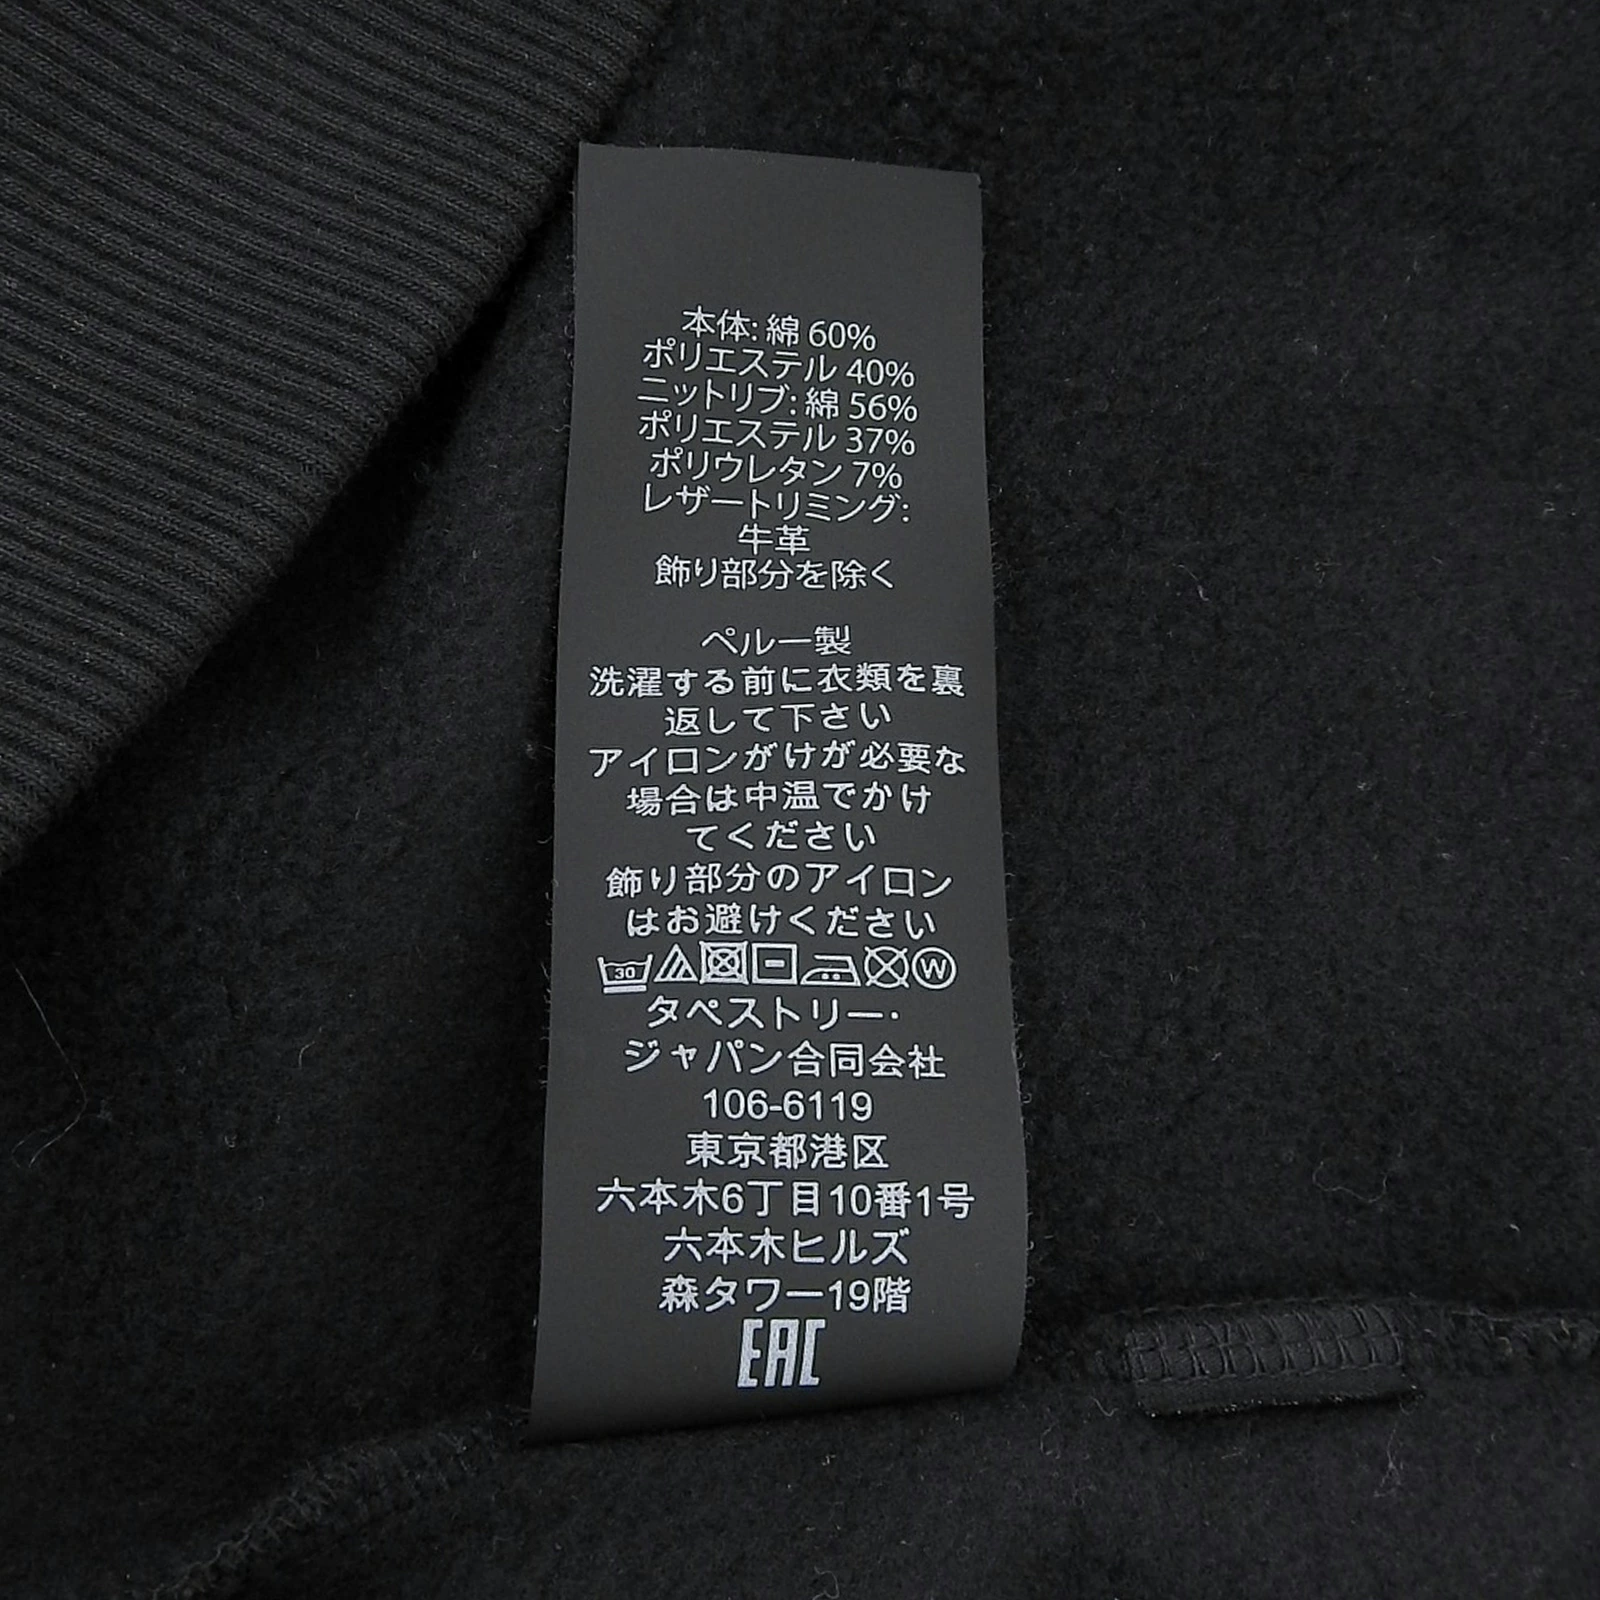 本体: 綿 60%
ポリエステル 40%
ニットリブ: 綿 56%
ポリエステル 37%
ポリウレタン 7%
レザートリミング:
牛革
飾り部分を除く
ペルー製
洗濯する前に衣類を裏
返して下さい
アイロンがけが必要な
場合は中温でかけ
てください
飾り部分のアイロン
はお避けください
30 W
タペストリー・
ジャパン合同会社
106-6119
東京都港区
六本木6丁目10番1号
六本木ヒルズ
森タワー19階
EAC